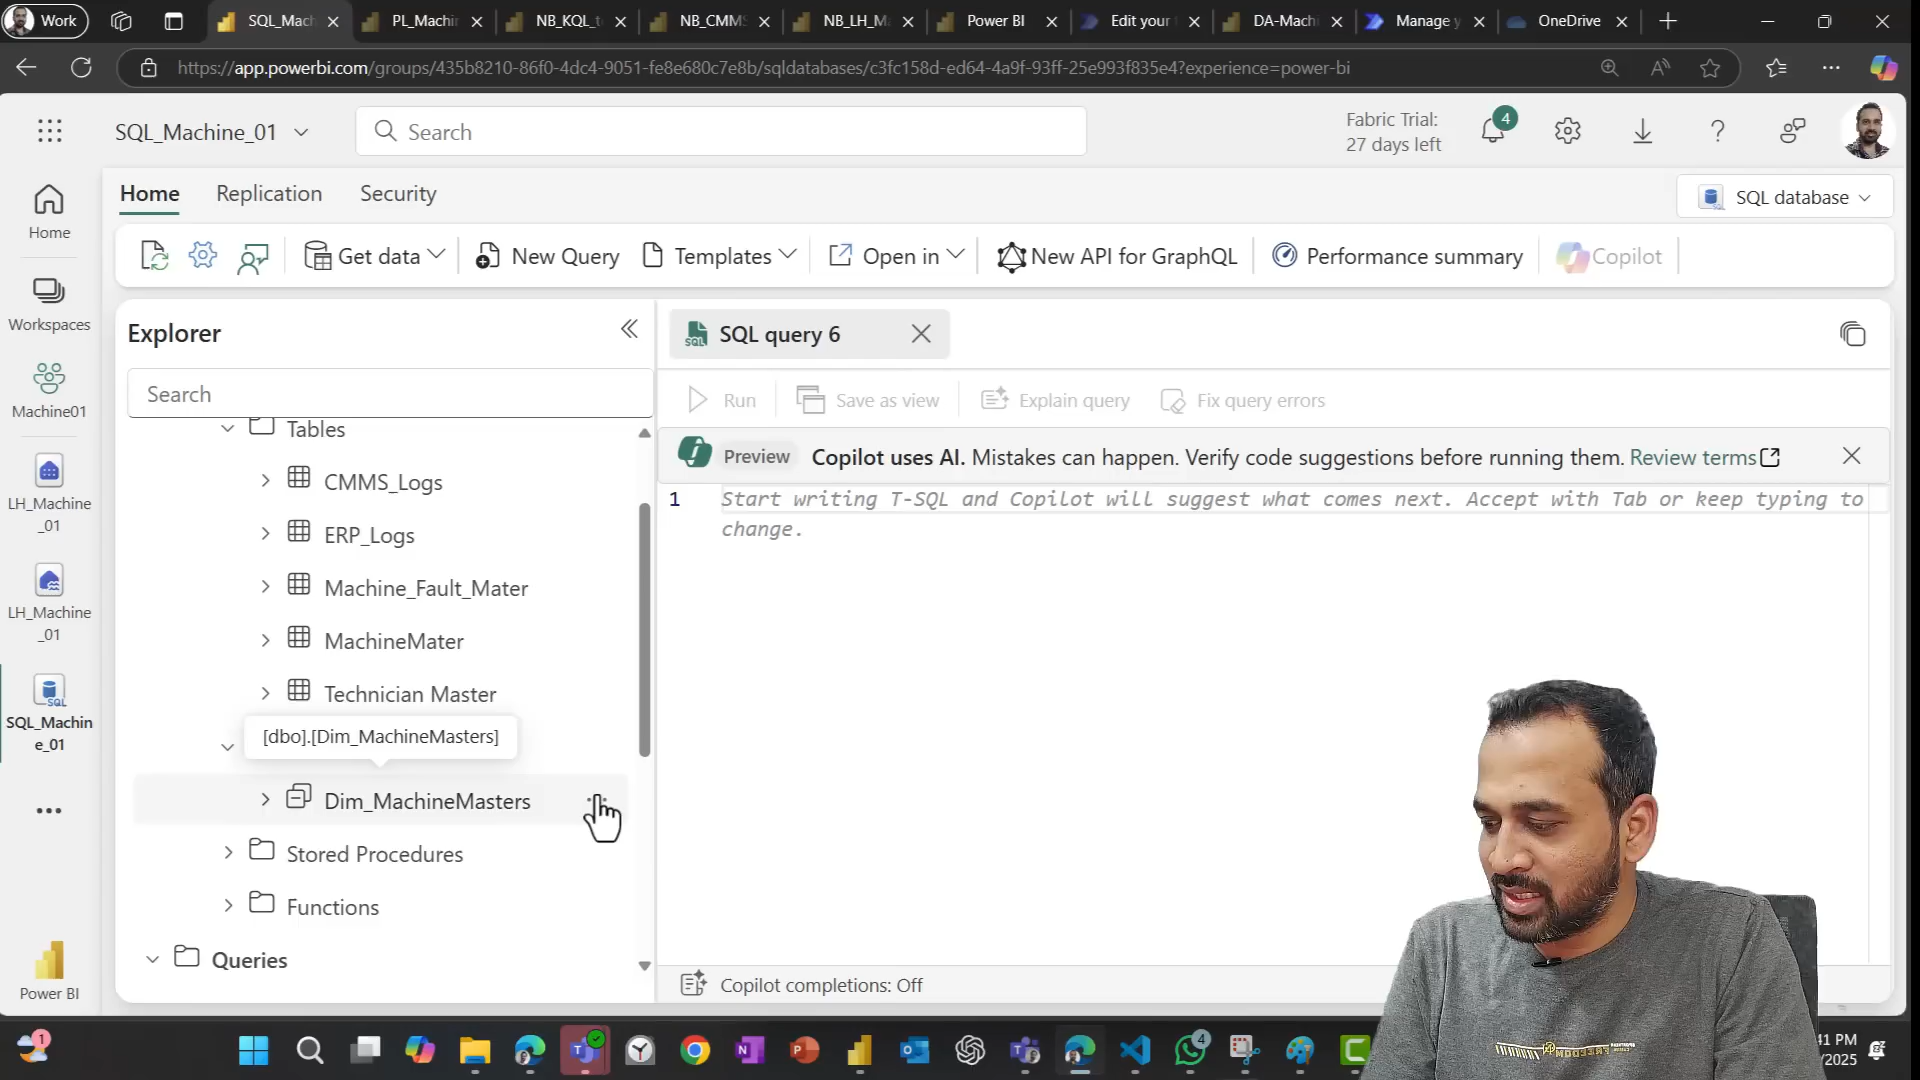 Work
SQL_Mach
PL_Machin
NB_KQL_t
NB_CMMS
NB_LH_M
Power BI
Edit your
DA-Machi
Manage y
OneDrive
https://app.powerbi.com/groups/435b8210-86f0-4dc4-9051-fe8e680c7e8b/sqldatabases/c3fc158d-ed64-4a9f-93ff-25e993f835e4?experience=power-bi
SQL_Machine_01
Search
Fabric Trial:
27 days left
4
Home
Replication
Security
SQL database
Get data
New Query
Templates
Open in
New API for GraphQL
Performance summary
Copilot
Home
Workspaces
Machine01
LH_Machine
_01
LH_Machine
_01
SQL_Machin
e_01
Power BI
Explorer
Search
Tables
CMMS_Logs
ERP_Logs
Machine_Fault_Mater
MachineMater
Technician Master
[dbo].[Dim_MachineMasters]
Dim_MachineMasters
Stored Procedures
Functions
Queries
SQL query 6
Run
Save as view
Explain query
Fix query errors
Preview
Copilot uses AI. Mistakes can happen. Verify code suggestions before running them. Review terms
1
Start writing T-SQL and Copilot will suggest what comes next. Accept with Tab or keep typing to
change.
Copilot completions: Off
1
4
41 PM
/2025